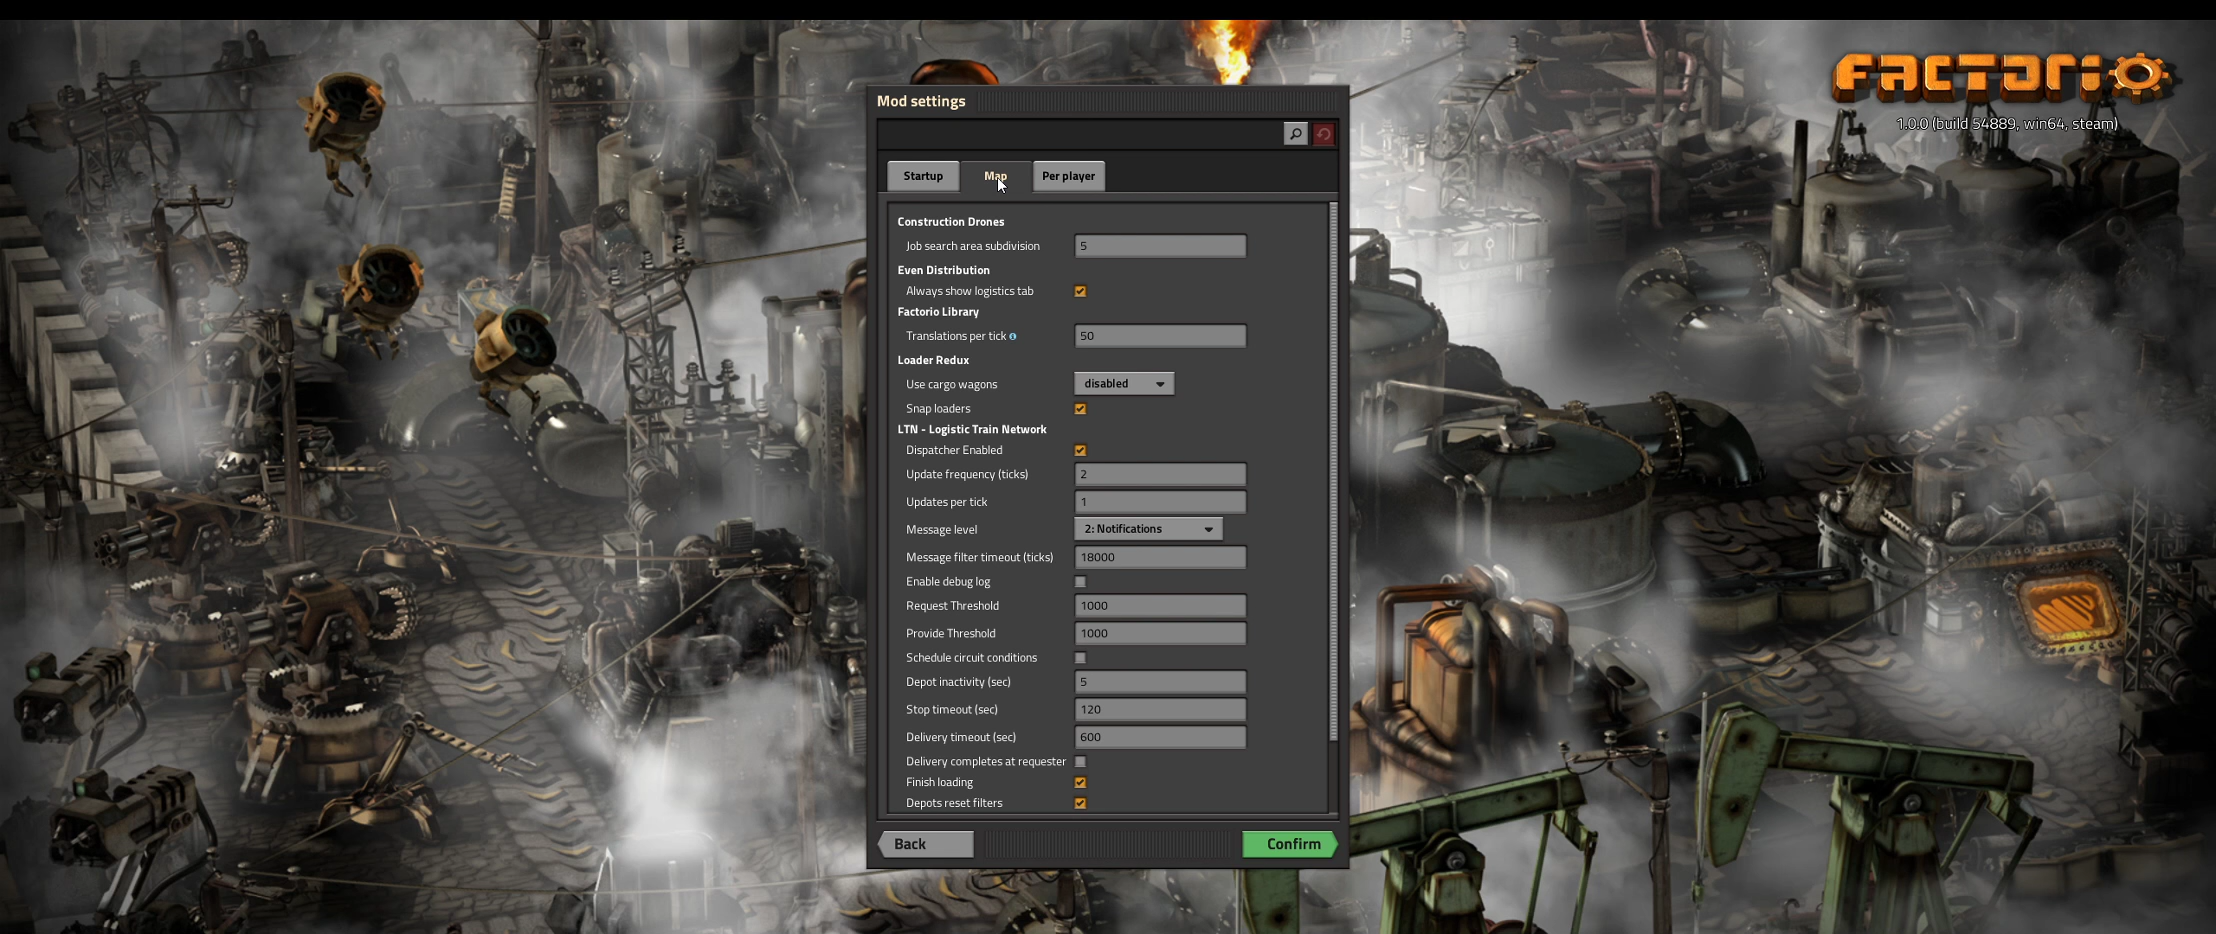 FACTORIO
1.0.0 (build 54889, win64, steam)
Mod settings
Startup
Map
Per player
Construction Drones
Job search area subdivision 5
Even Distribution
Always show logistics tab
Factorio Library
Translations per tick 50
Loader Redux
Use cargo wagons disabled
Snap loaders
LTN - Logistic Train Network
Dispatcher Enabled
Update frequency (ticks) 2
Updates per tick 1
Message level 2: Notifications
Message filter timeout (ticks) 18000
Enable debug log
Request Threshold 1000
Provide Threshold 1000
Schedule circuit conditions
Depot inactivity (sec) 5
Stop timeout (sec) 120
Delivery timeout (sec) 600
Delivery completes at requester
Finish loading
Depots reset filters
Back
Confirm